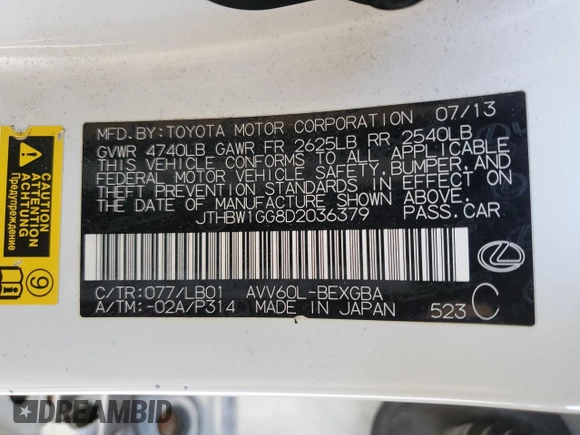 MFD.BY:TOYOTA MOTOR CORPORATION 07/13
GVWR 4740LB GAWR FR 2625LB RR 2540LB
THIS VEHICLE CONFORMS TO ALL APPLICABLE
FEDERAL MOTOR VEHICLE SAFETY,BUMPER,AND
THEFT PREVENTION STANDARDS IN EFFECT ON
THE DATE OF MANUFACTURE SHOWN ABOVE.
JTHBW1GG8D2036379 PASS.CAR
C/TR:077/LB01 AVV60L-BEXGBA
A/TM:-02A/P314 MADE IN JAPAN 523 C
CAUTION
ATTENTION
Предупреждение
9
DREAMBID